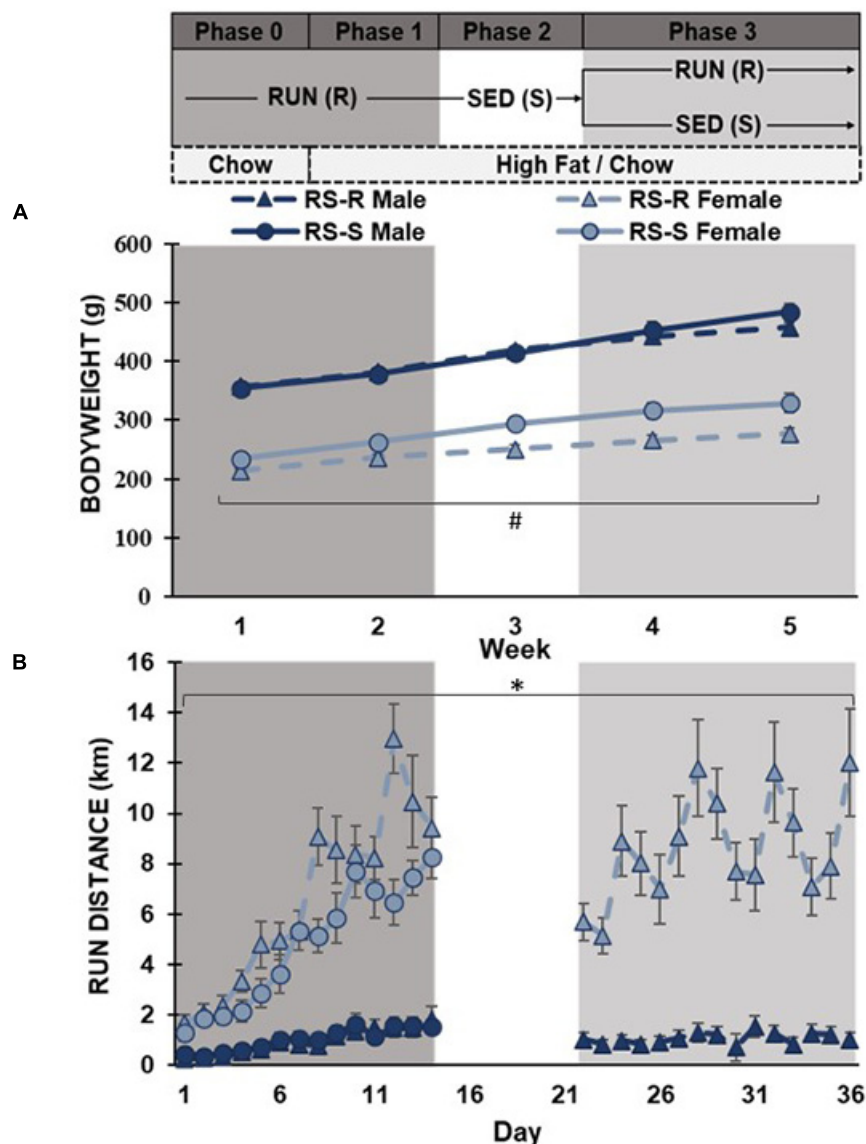 Phase 0 Phase 1 Phase 2 Phase 3
RUN (R)
RUN (R) SED (S)
SED (S)
Chow High Fat / Chow
A
RS-R Male RS-R Female
RS-S Male RS-S Female
BODYWEIGHT (g)
600
500
400
300
200
100
0
#
1 2 3 4 5
Week
B
RUN DISTANCE (km)
16
14
12
10
8
6
4
2
0
*
1 6 11 16 21 26 31 36
Day